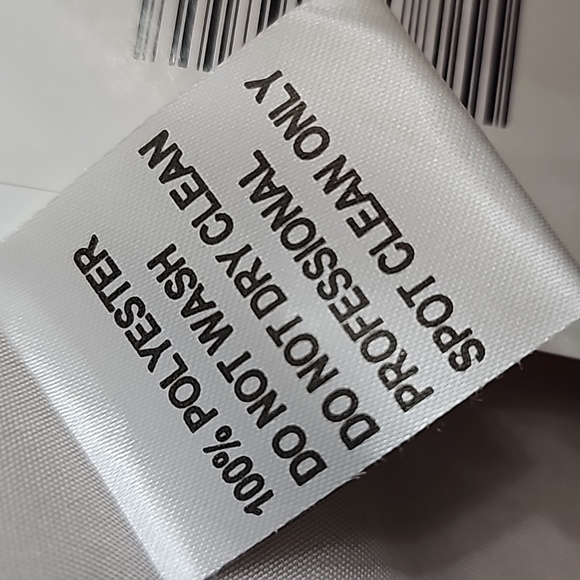 100% POLYESTER
DO NOT WASH
DO NOT DRY CLEAN
PROFESSIONAL
SPOT CLEAN ONLY